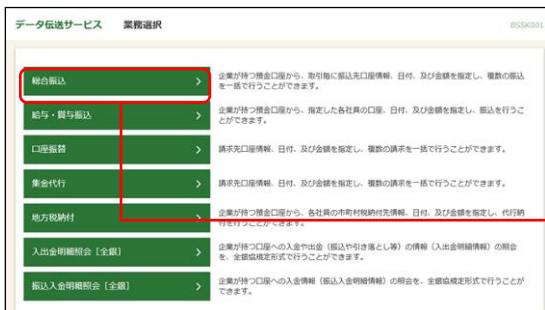 データ伝送サービス 業務選択
BSSK001
総合振込
企業が持つ預金口座から、取引毎に振込先口座情報、日付、及び金額を指定し、複数の振込
を一括で行うことができます。
給与・賞与振込
企業が持つ預金口座から、指定した各社員の口座、日付、及び金額を指定し、振込を行うこ
とができます。
口座振替
請求先口座情報、日付、及び金額を指定し、複数の請求を一括で行うことができます。
集金代行
請求先口座情報、日付、及び金額を指定し、複数の請求を一括で行うことができます。
地方税納付
企業が持つ預金口座から、各社員の市町村税納付先情報、日付、及び金額を指定し、代行納
付を行うことができます。
入出金明細照会［全銀］
企業が持つ口座への入金や出金（振込や引き落とし等）の情報（入出金明細情報）の照会
を、全銀協規定形式で行うことができます。
振込入金明細照会［全銀］
企業が持つ口座への入金情報（振込入金明細情報）の照会を、全銀協規定形式で行うことが
できます。